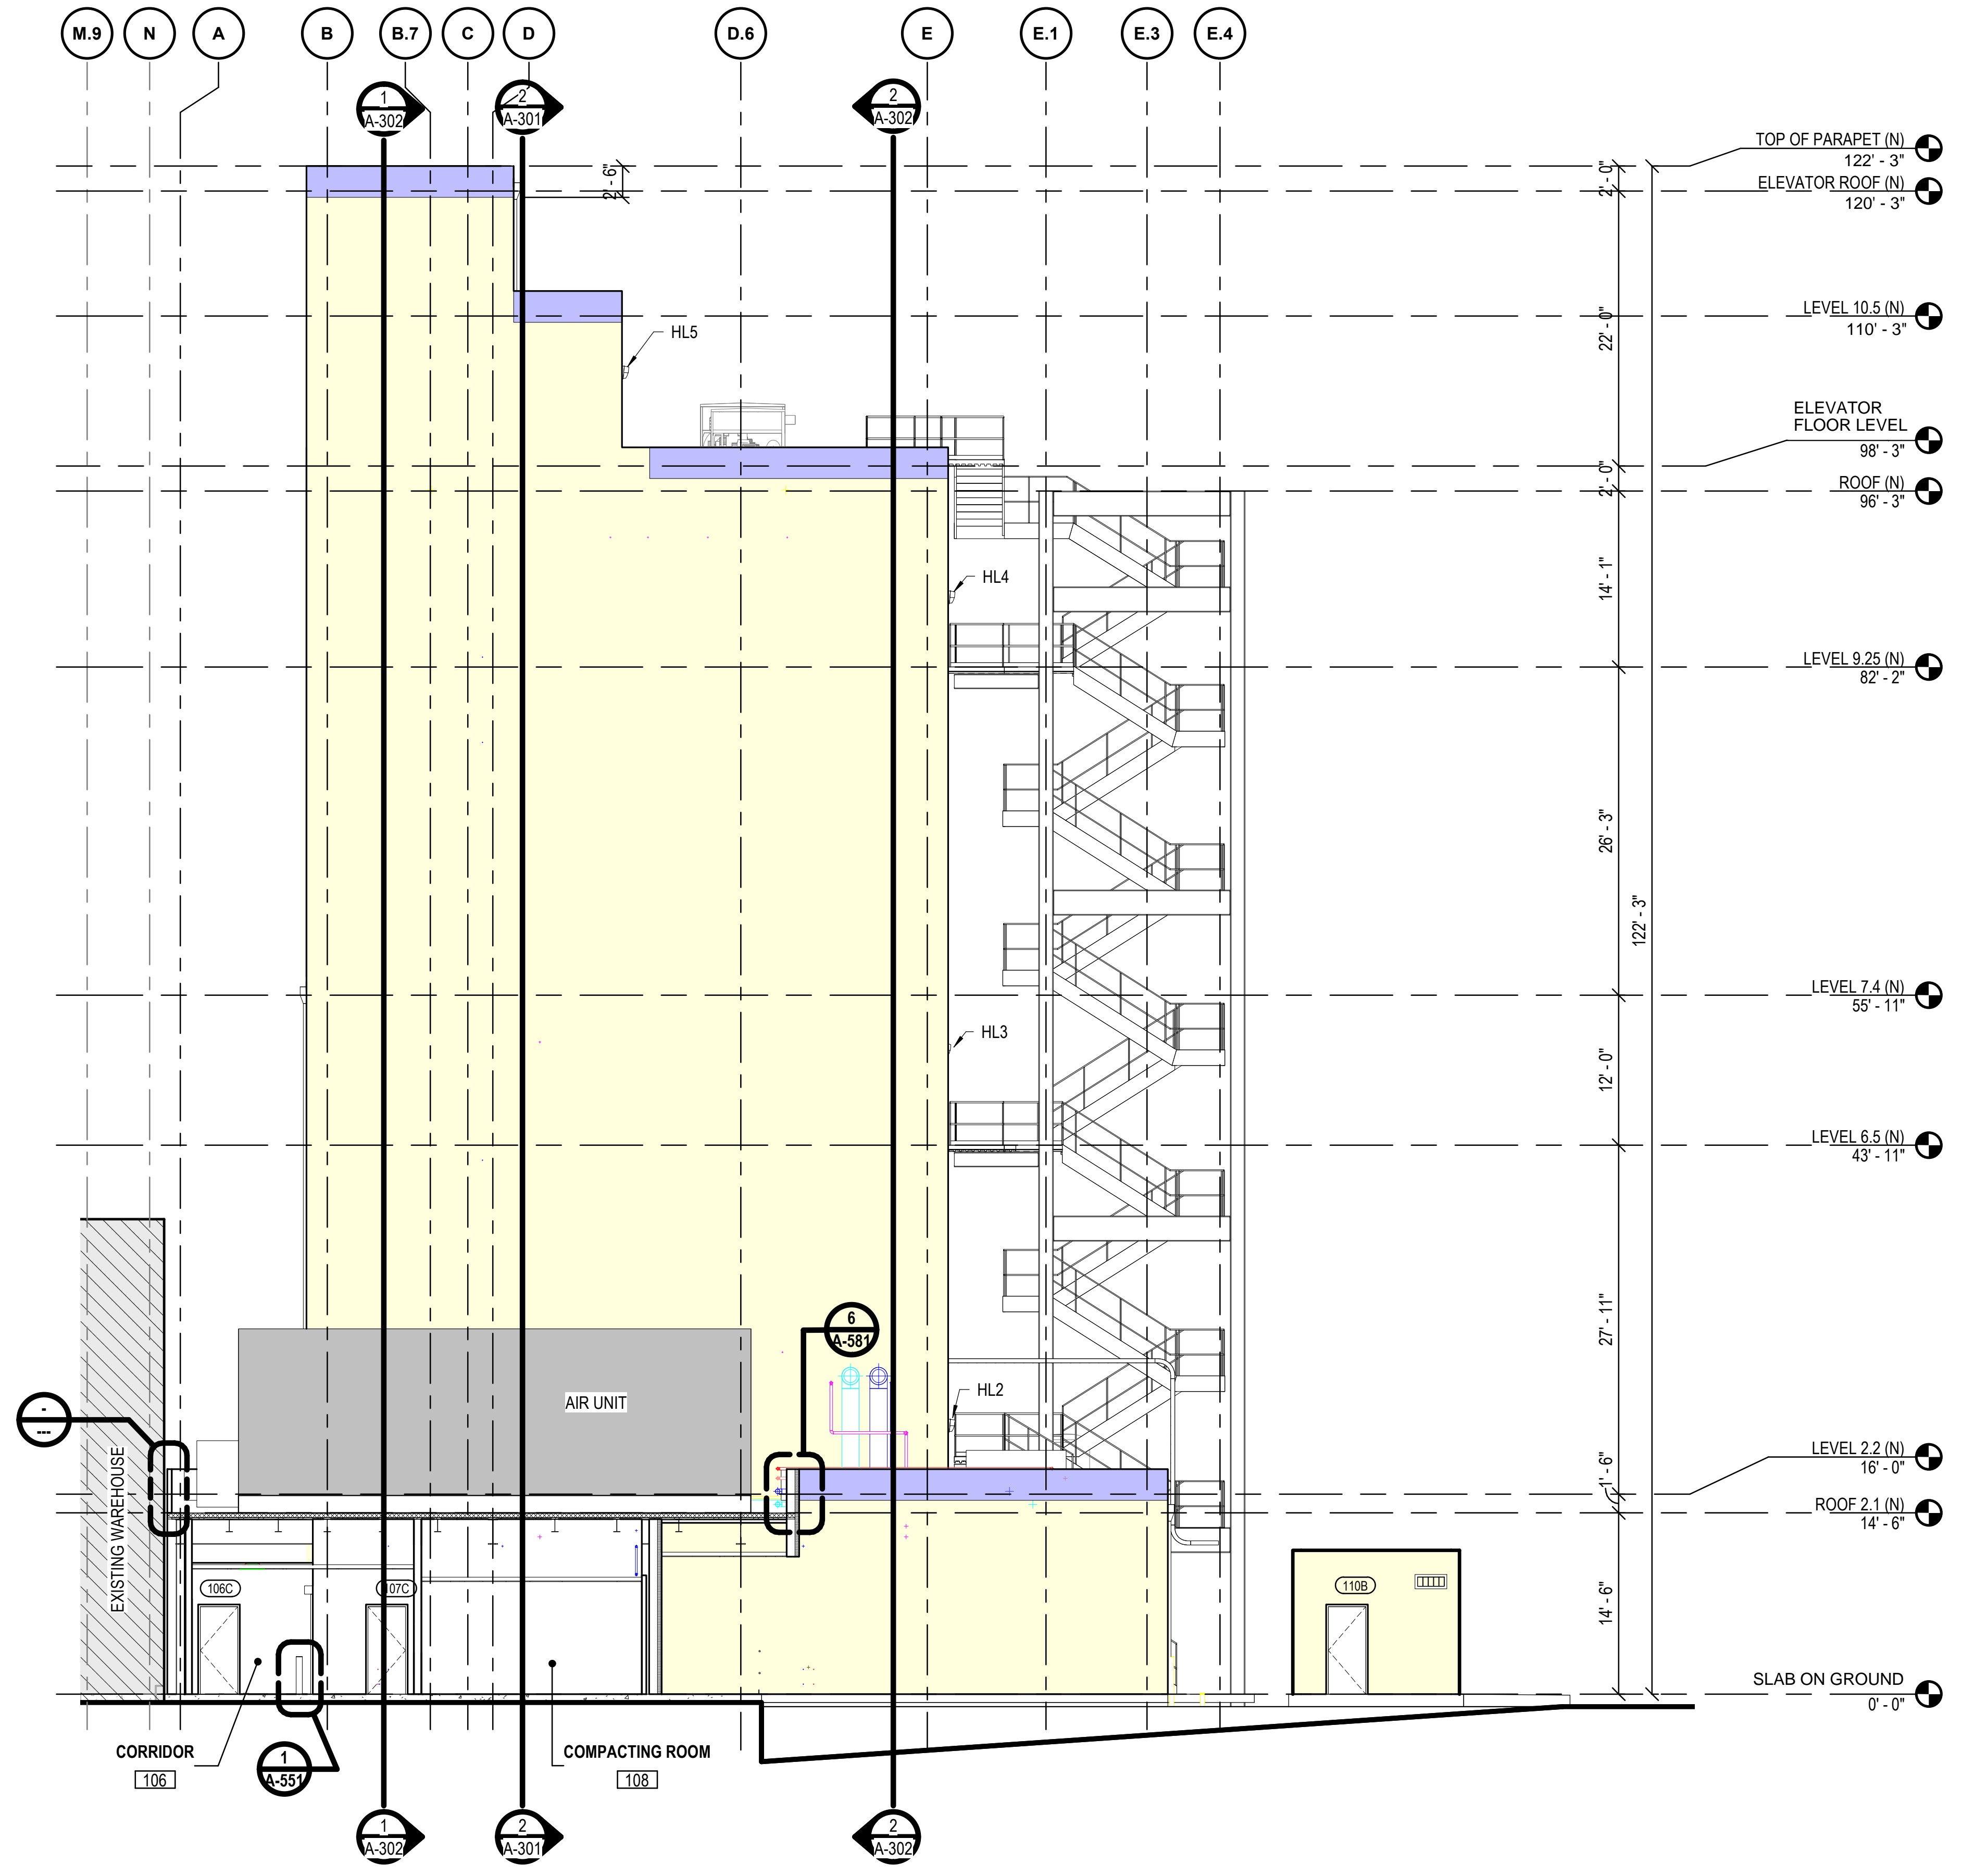 M.9 N A B B.7 C D D.6 E E.1 E.3 E.4
1
A-302
2
A-301
2
A-302
TOP OF PARAPET (N)
122' - 3"
ELEVATOR ROOF (N)
120' - 3"
2' - 6"
2' - 0"
LEVEL 10.5 (N)
110' - 3"
22' - 0"
HL5
ELEVATOR
FLOOR LEVEL
98' - 3"
2' - 0"
ROOF (N)
96' - 3"
HL4
14' - 1"
LEVEL 9.25 (N)
82' - 2"
26' - 3"
122' - 3"
LEVEL 7.4 (N)
55' - 11"
HL3
12' - 0"
LEVEL 6.5 (N)
43' - 11"
27' - 11"
6
A-581
AIR UNIT
HL2
-
---
EXISTING WAREHOUSE
LEVEL 2.2 (N)
16' - 0"
1' - 6"
ROOF 2.1 (N)
14' - 6"
106C
107C
110B
14' - 6"
SLAB ON GROUND
0' - 0"
CORRIDOR
106
1
A-551
COMPACTING ROOM
108
1
A-302
2
A-301
2
A-302